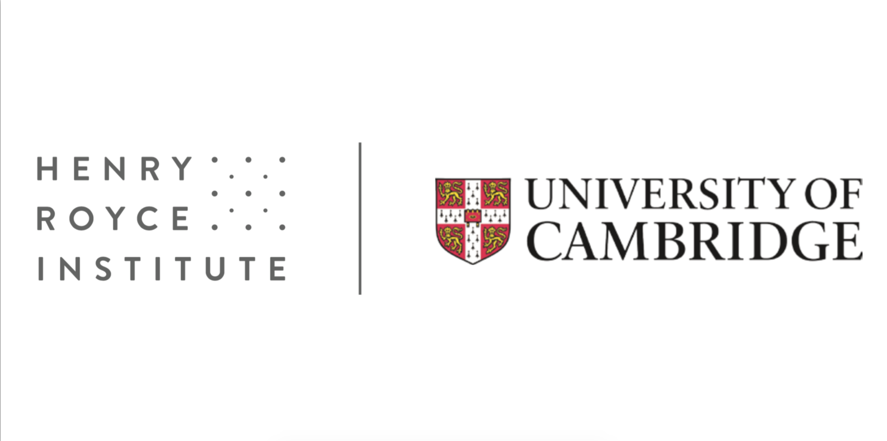 HENRY
ROYCE
INSTITUTE
UNIVERSITY OF
CAMBRIDGE